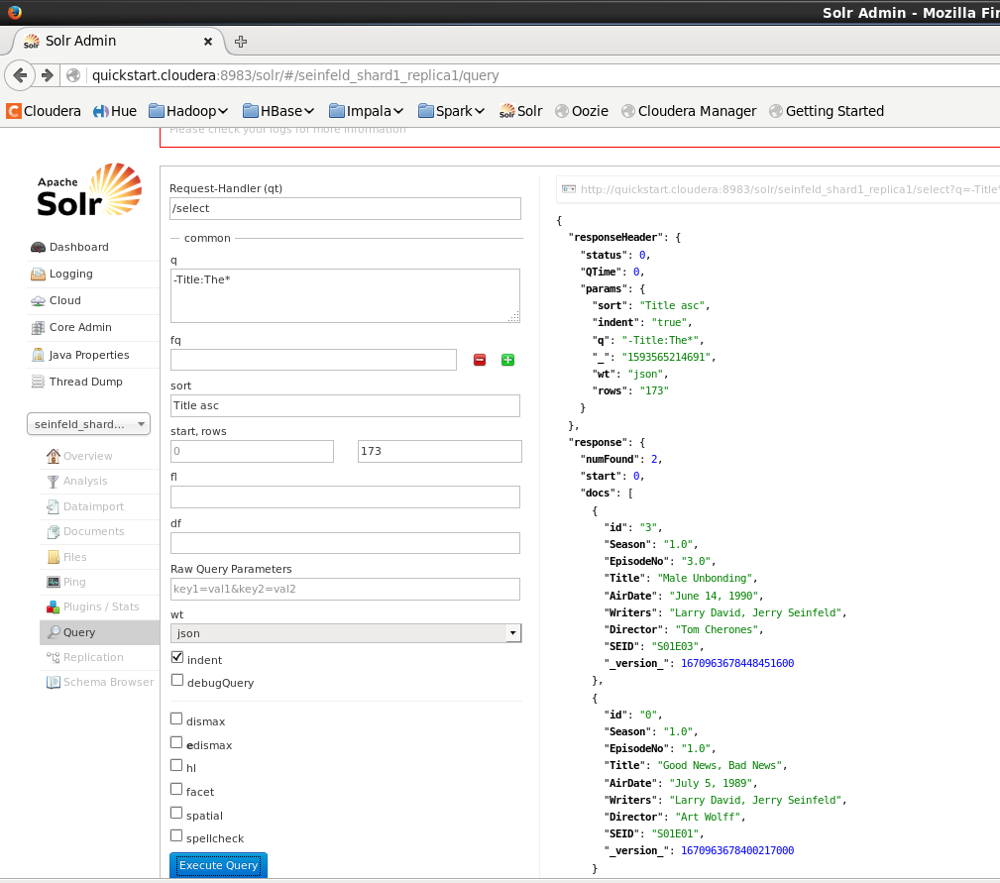 Solr Admin - Mozilla Fir
Solr Admin
quickstart.cloudera:8983/solr/#/seinfeld_shard1_replica1/query
Cloudera Hue Hadoop HBase Impala Spark Solr Oozie Cloudera Manager Getting Started
Please check your logs for more information
Apache
Solr
Dashboard
Logging
Cloud
Core Admin
Java Properties
Thread Dump
seinfeld_shard...
Overview
Analysis
Dataimport
Documents
Files
Ping
Plugins / Stats
Query
Replication
Schema Browser
Request-Handler (qt)
/select
common
q
-Title:The*
fq
sort
Title asc
start, rows
0 173
fl
df
Raw Query Parameters
key1=val1&key2=val2
wt
json
indent
debugQuery
dismax
edismax
hl
facet
spatial
spellcheck
Execute Query
http://quickstart.cloudera:8983/solr/seinfeld_shard1_replica1/select?q=-Title
{
"responseHeader": {
"status": 0,
"QTime": 0,
"params": {
"sort": "Title asc",
"indent": "true",
"q": "-Title:The*",
"_": "1593565214691",
"wt": "json",
"rows": "173"
}
},
"response": {
"numFound": 2,
"start": 0,
"docs": [
{
"id": "3",
"Season": "1.0",
"EpisodeNo": "3.0",
"Title": "Male Unbonding",
"AirDate": "June 14, 1990",
"Writers": "Larry David, Jerry Seinfeld",
"Director": "Tom Cherones",
"SEID": "S01E03",
"_version_": 1670963678448451600
},
{
"id": "0",
"Season": "1.0",
"EpisodeNo": "1.0",
"Title": "Good News, Bad News",
"AirDate": "July 5, 1989",
"Writers": "Larry David, Jerry Seinfeld",
"Director": "Art Wolff",
"SEID": "S01E01",
"_version_": 1670963678400217000
}